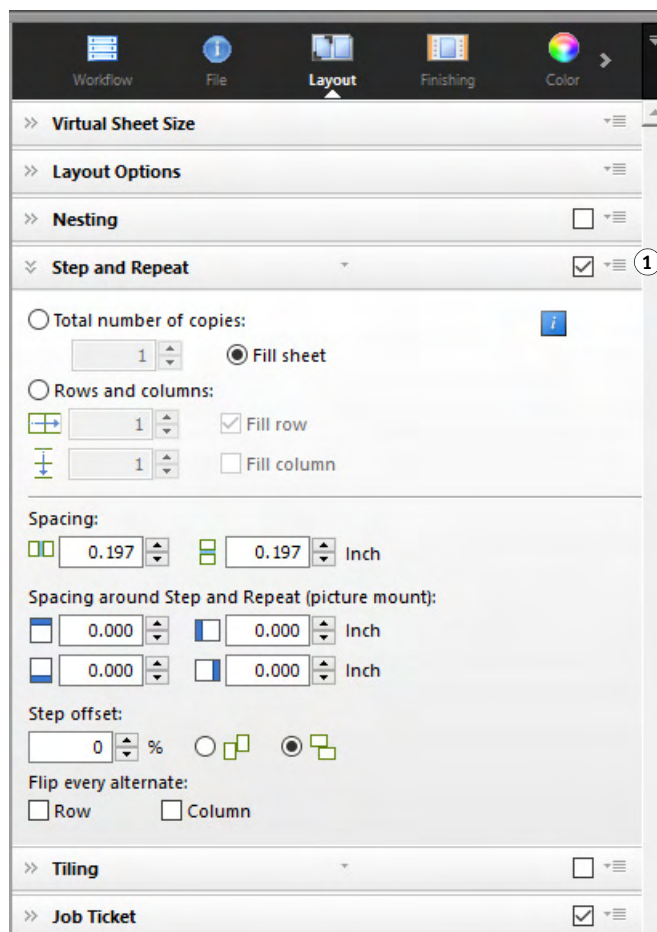 Workflow File Layout Finishing Color
Virtual Sheet Size
Layout Options
Nesting
Step and Repeat
1
Total number of copies:
1 Fill sheet
Rows and columns:
1 Fill row
1 Fill column
Spacing:
0.197 0.197 Inch
Spacing around Step and Repeat (picture mount):
0.000 0.000 Inch
0.000 0.000 Inch
Step offset:
0 %
Flip every alternate:
Row Column
Tiling
Job Ticket